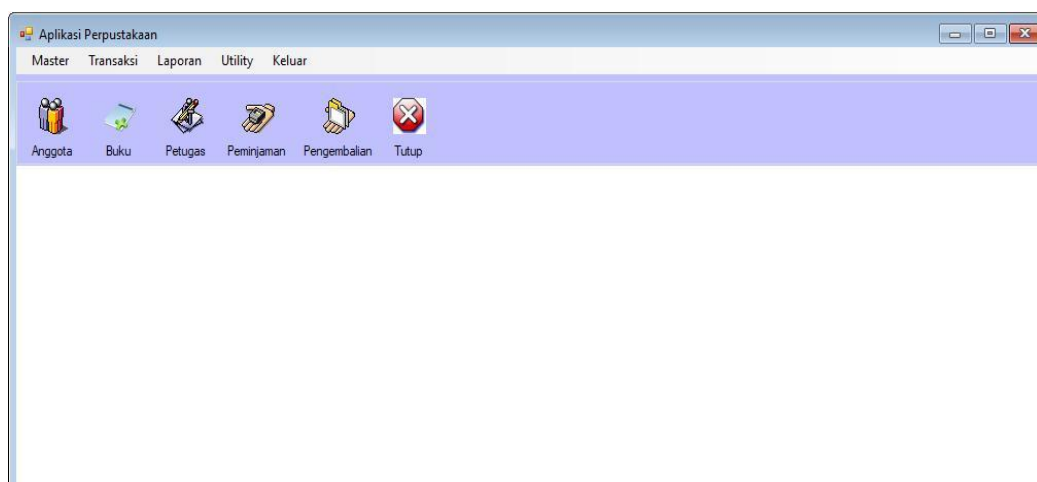 Aplikasi Perpustakaan
Master Transaksi Laporan Utility Keluar
Anggota Buku Petugas Peminjaman Pengembalian Tutup